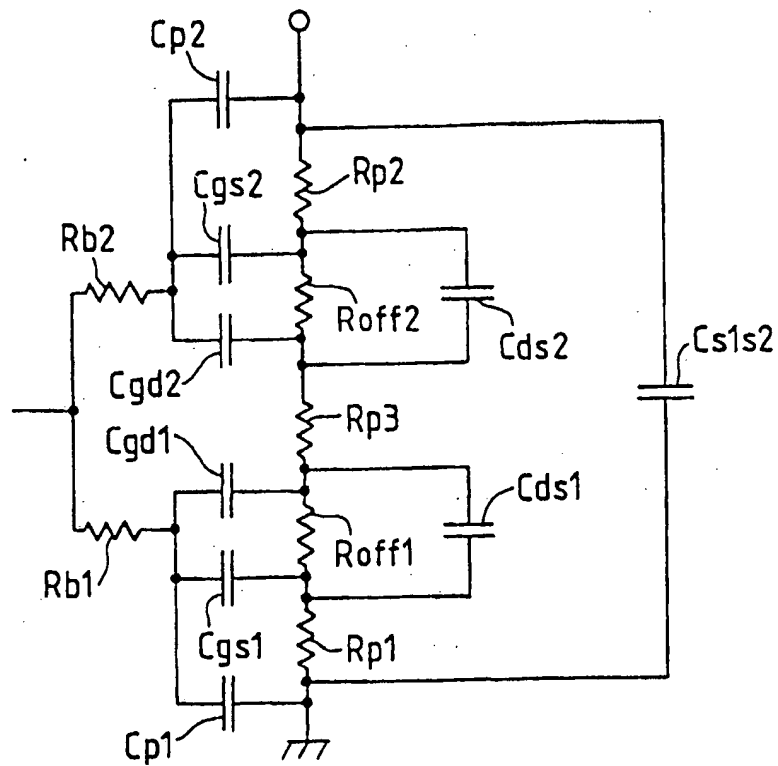 Cp2
Rp2
Cgs2
Rb2
Roff2
Cds2
Cs1s2
Cgd2
Rp3
Cgd1
Cds1
Roff1
Rb1
Cgs1
Rp1
Cp1